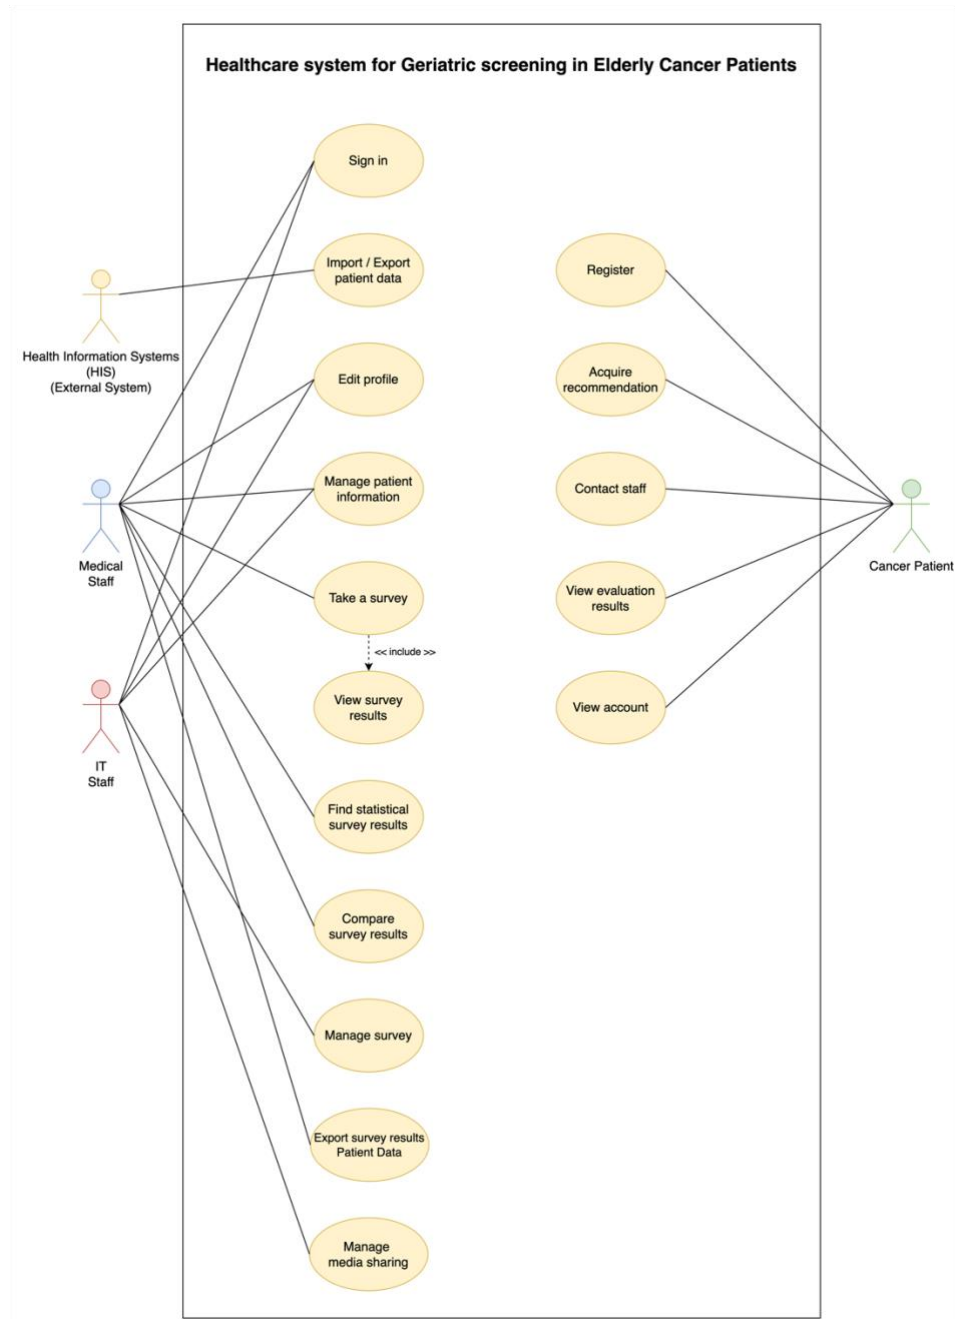 Healthcare system for Geriatric screening in Elderly Cancer Patients
Sign in
Import / Export
patient data
Register
Health Information Systems
(HIS)
(External System)
Edit profile
Acquire
recommendation
Manage patient
information
Contact staff
Medical
Staff
Cancer Patient
Take a survey
View evaluation
results
<< include >>
View survey
results
View account
IT
Staff
Find statistical
survey results
Compare
survey results
Manage survey
Export survey results
Patient Data
Manage
media sharing